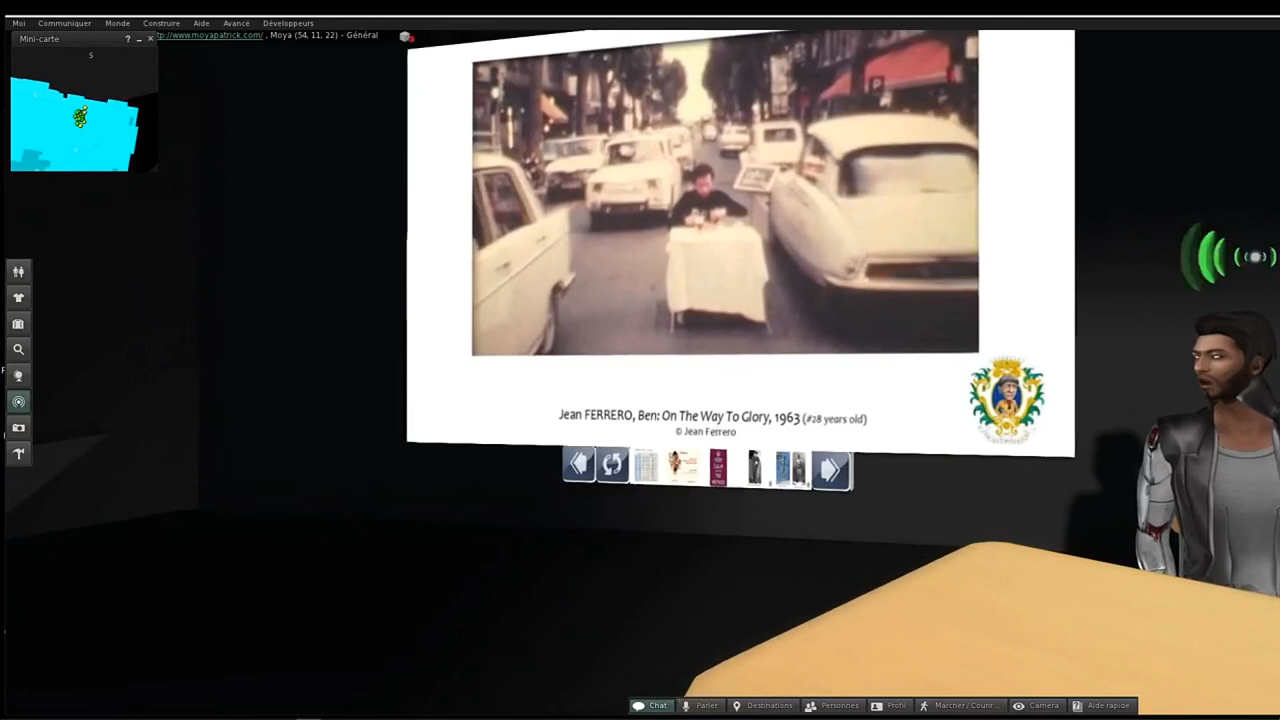 Moi Communiquer Monde Construire Aide Avancé Développeurs
tp://www.moyapatrick.com/ , Moya (54, 11, 22) - Général
Mini-carte ? _ ×
S
P
Jean FERRERO, Ben: On The Way To Glory, 1963 (#28 years old)
© Jean Ferrero
Chat Parler Destinations Personnes Profil Marcher / Courir... Caméra Aide rapide